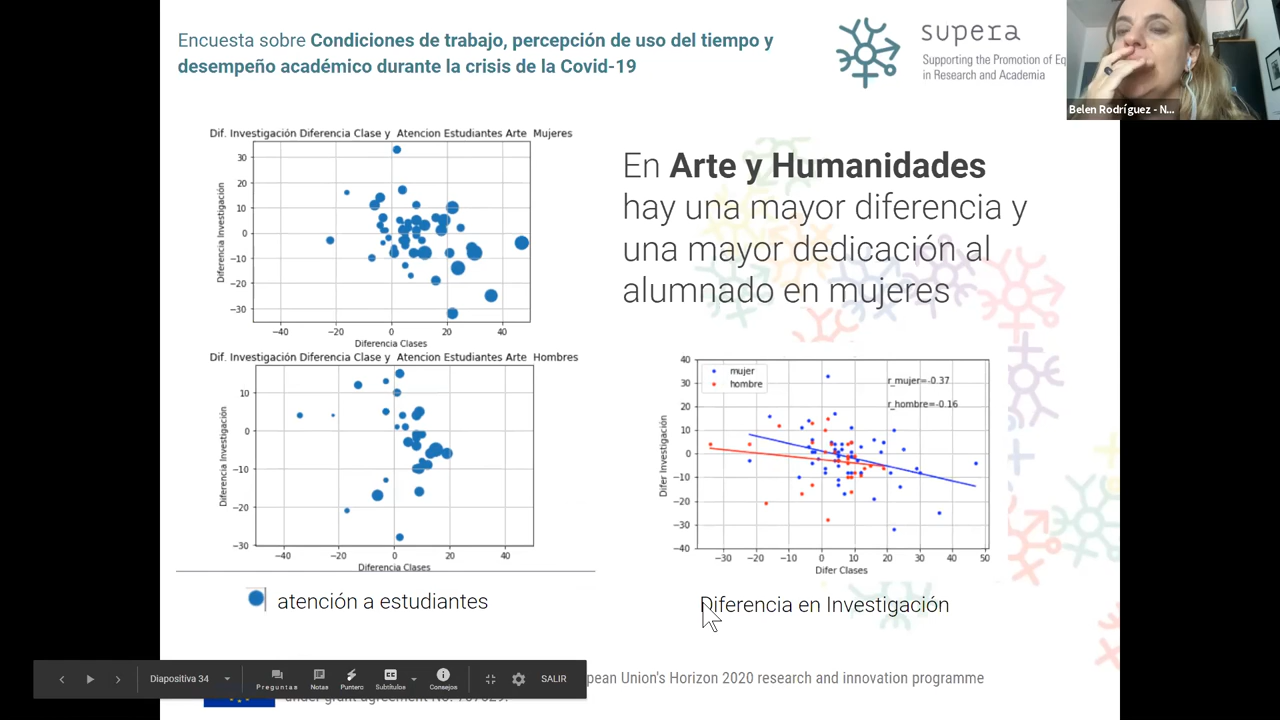 Encuesta sobre Condiciones de trabajo, percepción de uso del tiempo y
desempeño académico durante la crisis de la Covid-19
supera
Supporting the Promotion of Eq
in Research and Academia
Belen Rodríguez - N...
Dif. Investigación Diferencia Clase y Atencion Estudiantes Arte Mujeres
30
20
10
0
−10
−20
−30
Diferencia Investigación
−40 −20 0 20 40
Diferencia Clases
Dif. Investigación Diferencia Clase y Atencion Estudiantes Arte Hombres
10
0
−10
−20
−30
Diferencia Investigación
−40 −20 0 20 40
Diferencia Clases
atención a estudiantes
En Arte y Humanidades
hay una mayor diferencia y
una mayor dedicación al
alumnado en mujeres
mujer
hombre
r_mujer=-0.37
r_hombre=-0.16
40
30
20
10
0
−10
−20
−30
−40
Difer Investigación
−30 −20 −10 0 10 20 30 40 50
Difer Clases
Diferencia en Investigación
Diapositiva 34
Preguntas
Notas
Puntero
Subtítulos
Consejos
SALIR
pean Union's Horizon 2020 research and innovation programme
under grant agreement No.